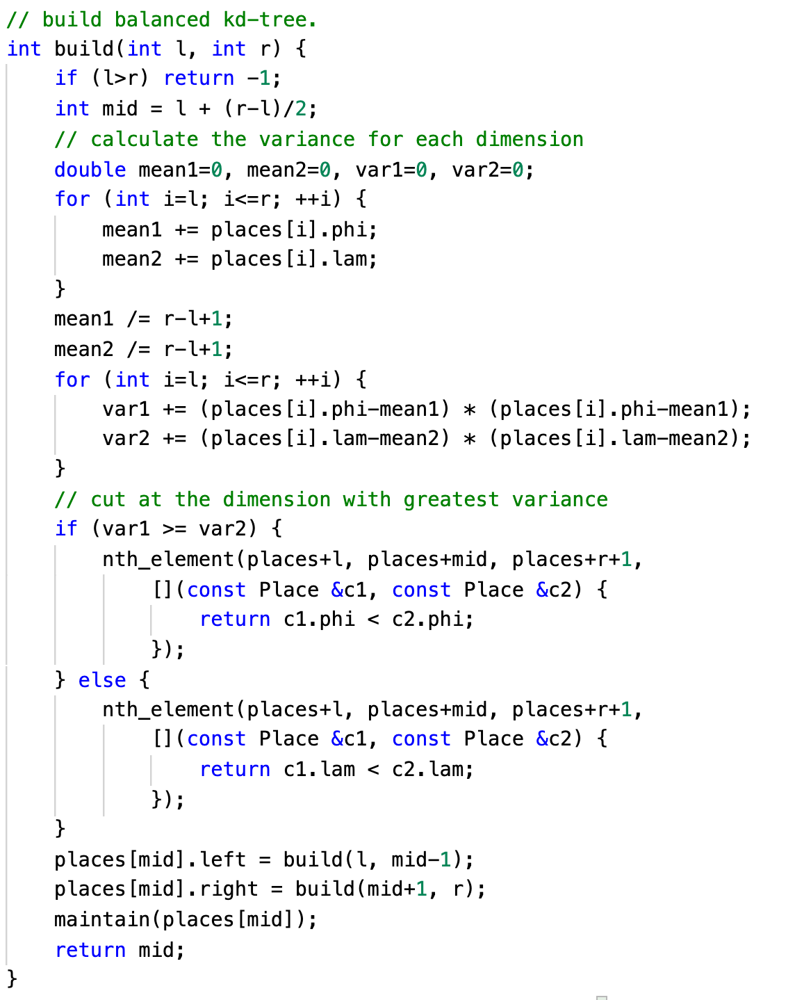 // build balanced kd-tree.
int build(int l, int r) {
    if (l>r) return -1;
    int mid = l + (r-l)/2;
    // calculate the variance for each dimension
    double mean1=0, mean2=0, var1=0, var2=0;
    for (int i=l; i<=r; ++i) {
        mean1 += places[i].phi;
        mean2 += places[i].lam;
    }
    mean1 /= r-l+1;
    mean2 /= r-l+1;
    for (int i=l; i<=r; ++i) {
        var1 += (places[i].phi-mean1) * (places[i].phi-mean1);
        var2 += (places[i].lam-mean2) * (places[i].lam-mean2);
    }
    // cut at the dimension with greatest variance
    if (var1 >= var2) {
        nth_element(places+l, places+mid, places+r+1,
            [](const Place &c1, const Place &c2) {
                return c1.phi < c2.phi;
            });
    } else {
        nth_element(places+l, places+mid, places+r+1,
            [](const Place &c1, const Place &c2) {
                return c1.lam < c2.lam;
            });
    }
    places[mid].left = build(l, mid-1);
    places[mid].right = build(mid+1, r);
    maintain(places[mid]);
    return mid;
}